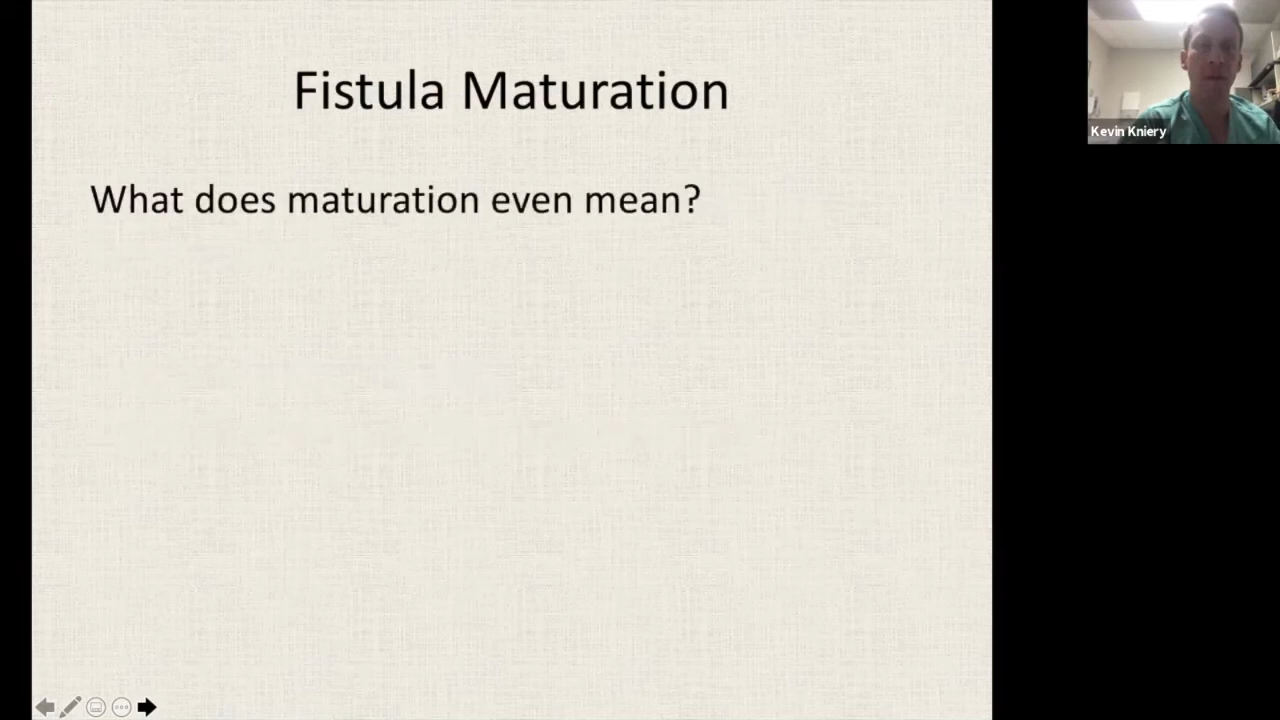 Fistula Maturation
What does maturation even mean?
Kevin Kniery